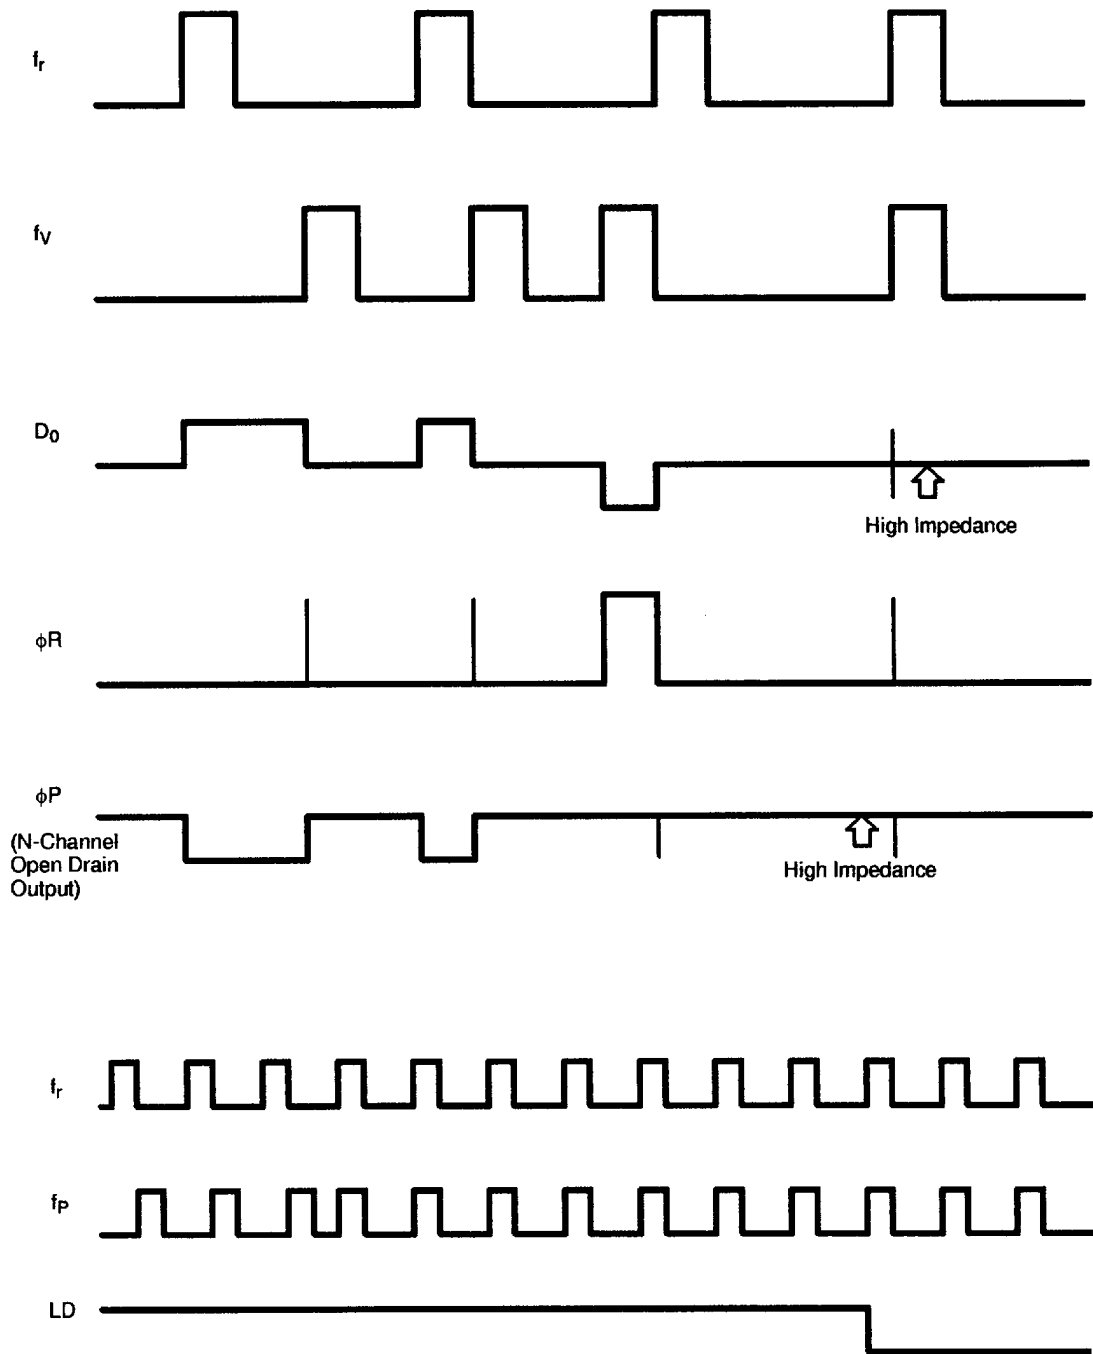 fr
fV
D0
High Impedance
ϕR
ϕP
(N-Channel
Open Drain
Output)
High Impedance
fr
fP
LD